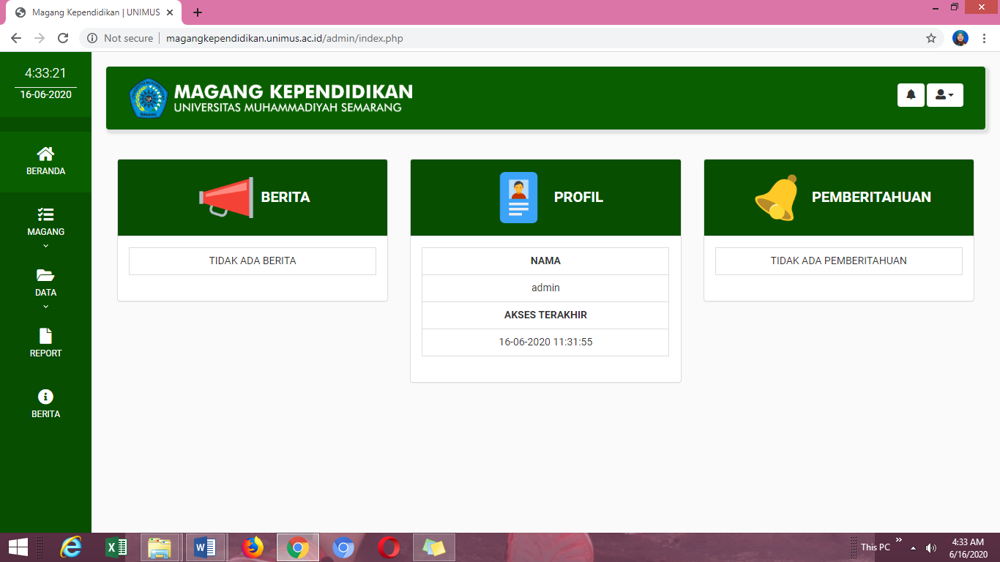 Magang Kependidikan | UNIMUS
Not secure
magangkependidikan.unimus.ac.id/admin/index.php
4:33:21
16-06-2020
MAGANG KEPENDIDIKAN
UNIVERSITAS MUHAMMADIYAH SEMARANG
BERANDA
MAGANG
DATA
REPORT
BERITA
BERITA
TIDAK ADA BERITA
PROFIL
NAMA
admin
AKSES TERAKHIR
16-06-2020 11:31:55
PEMBERITAHUAN
TIDAK ADA PEMBERITAHUAN
This PC
4:33 AM
6/16/2020